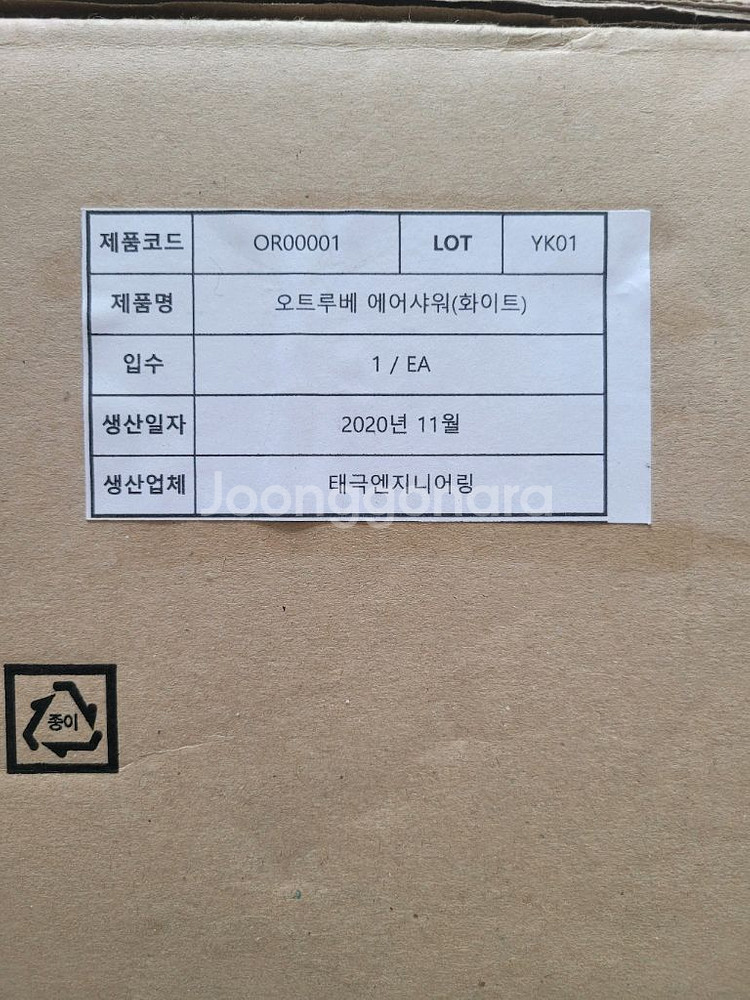 제품코드 OR00001 LOT YK01
제품명 오트루베 에어샤워(화이트)
입수 1 / EA
생산일자 2020년 11월
생산업체 태극엔지니어링
Joonggonara
종이